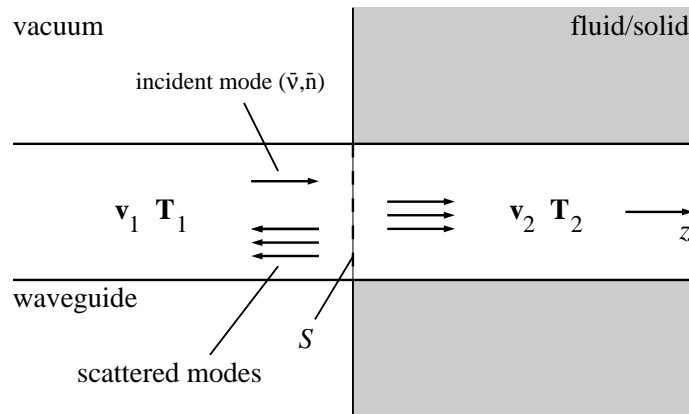 vacuum
fluid/solid
incident mode (ν̄,n̄)
v₁ T₁
v₂ T₂
z
waveguide
S
scattered modes